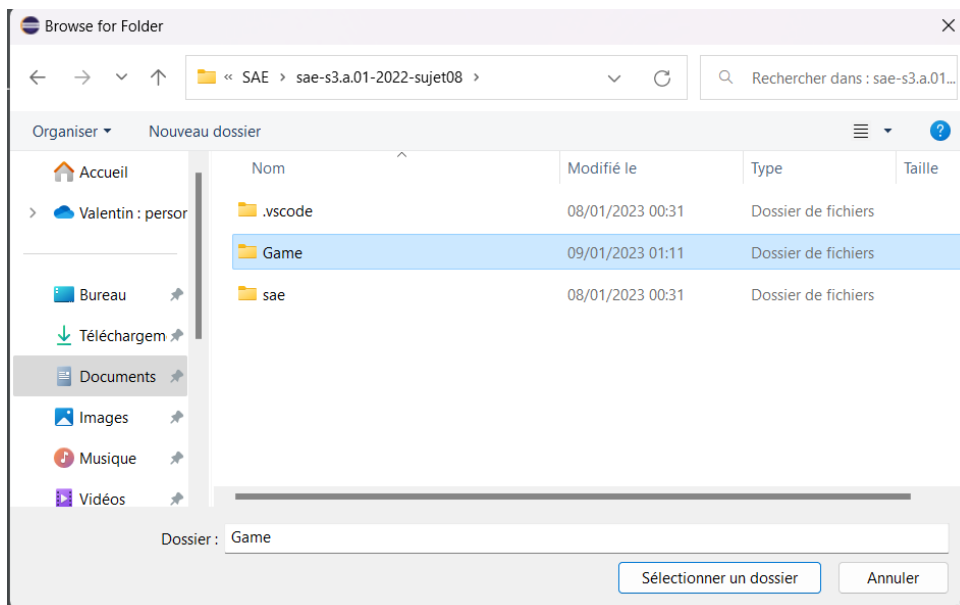 Browse for Folder
« SAE > sae-s3.a.01-2022-sujet08 >
Rechercher dans : sae-s3.a.01...
Organiser Nouveau dossier
Nom Modifié le Type Taille
Accueil
Valentin : persor
Bureau
Téléchargem
Documents
Images
Musique
Vidéos
.vscode 08/01/2023 00:31 Dossier de fichiers
Game 09/01/2023 01:11 Dossier de fichiers
sae 08/01/2023 00:31 Dossier de fichiers
Dossier : Game
Sélectionner un dossier Annuler